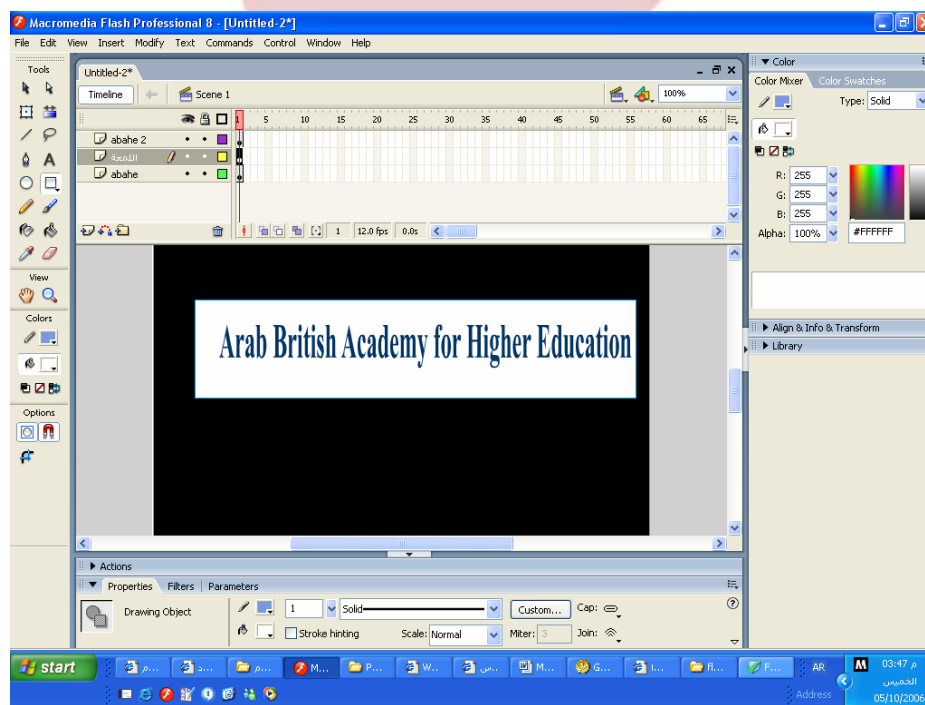 Macromedia Flash Professional 8 - [Untitled-2*]
File Edit View Insert Modify Text Commands Control Window Help
Tools
View
Colors
Options
Untitled-2*
Timeline Scene 1 100%
1 5 10 15 20 25 30 35 40 45 50 55 60 65
abahe 2
اللمعة
abahe
1 12.0 fps 0.0s
Arab British Academy for Higher Education
Color
Color Mixer Color Swatches
Type: Solid
R: 255
G: 255
B: 255
Alpha: 100% #FFFFFF
Align & Info & Transform
Library
Actions
Properties Filters Parameters
Drawing Object 1 Solid Custom... Cap:
Stroke hinting Scale: Normal Miter: 3 Join:
start م... د... م... M... P... W... س... M... G... I... fl... F... AR 03:47 م
الخميس
Address 05/10/2006